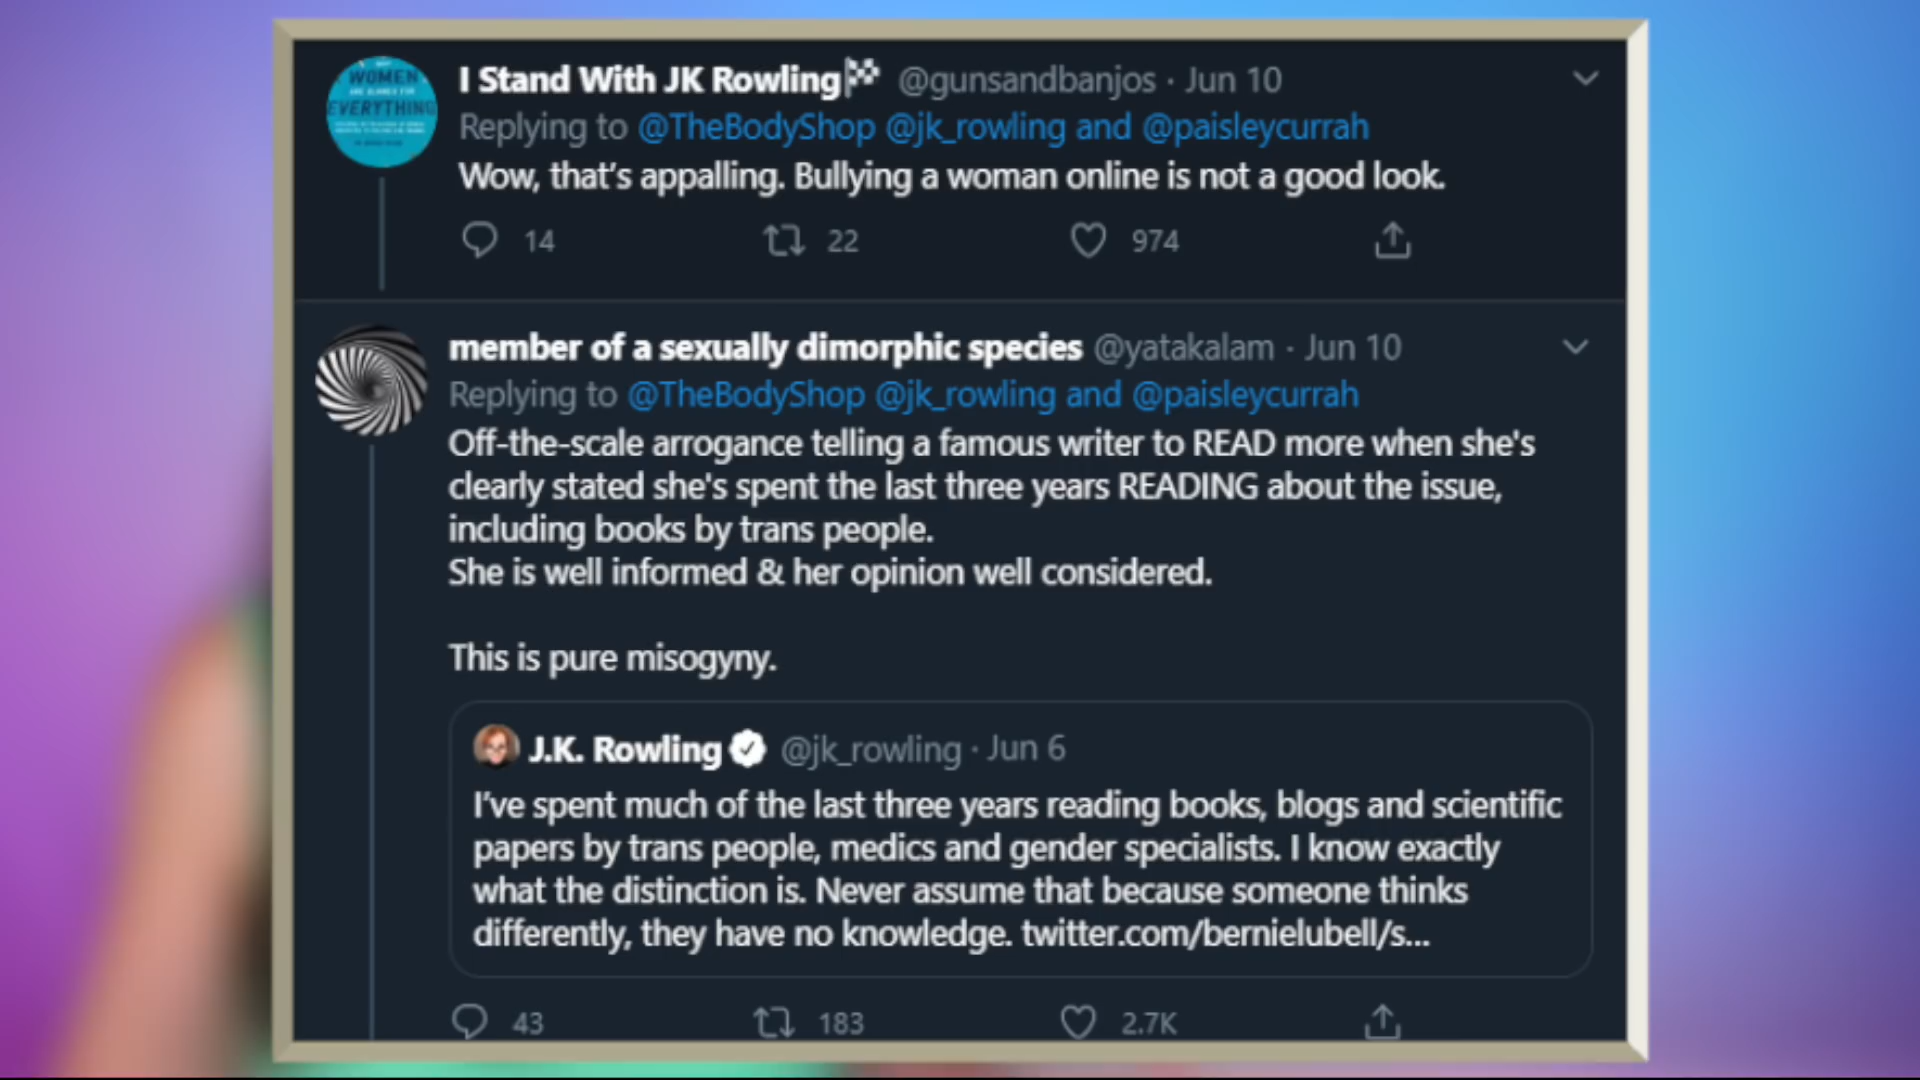 WOMEN
EVERYTHING
I Stand With JK Rowling @gunsandbanjos · Jun 10
Replying to @TheBodyShop @jk_rowling and @paisleycurrah
Wow, that's appalling. Bullying a woman online is not a good look.
14 22 974
member of a sexually dimorphic species @yatakalam · Jun 10
Replying to @TheBodyShop @jk_rowling and @paisleycurrah
Off-the-scale arrogance telling a famous writer to READ more when she's
clearly stated she's spent the last three years READING about the issue,
including books by trans people.
She is well informed & her opinion well considered.
This is pure misogyny.
J.K. Rowling @jk_rowling · Jun 6
I've spent much of the last three years reading books, blogs and scientific
papers by trans people, medics and gender specialists. I know exactly
what the distinction is. Never assume that because someone thinks
differently, they have no knowledge. twitter.com/bernielubell/s...
43 183 2.7K